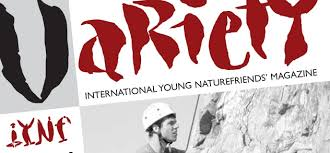 Variety
INTERNATIONAL YOUNG NATUREFRIENDS' MAGAZINE
iYNf